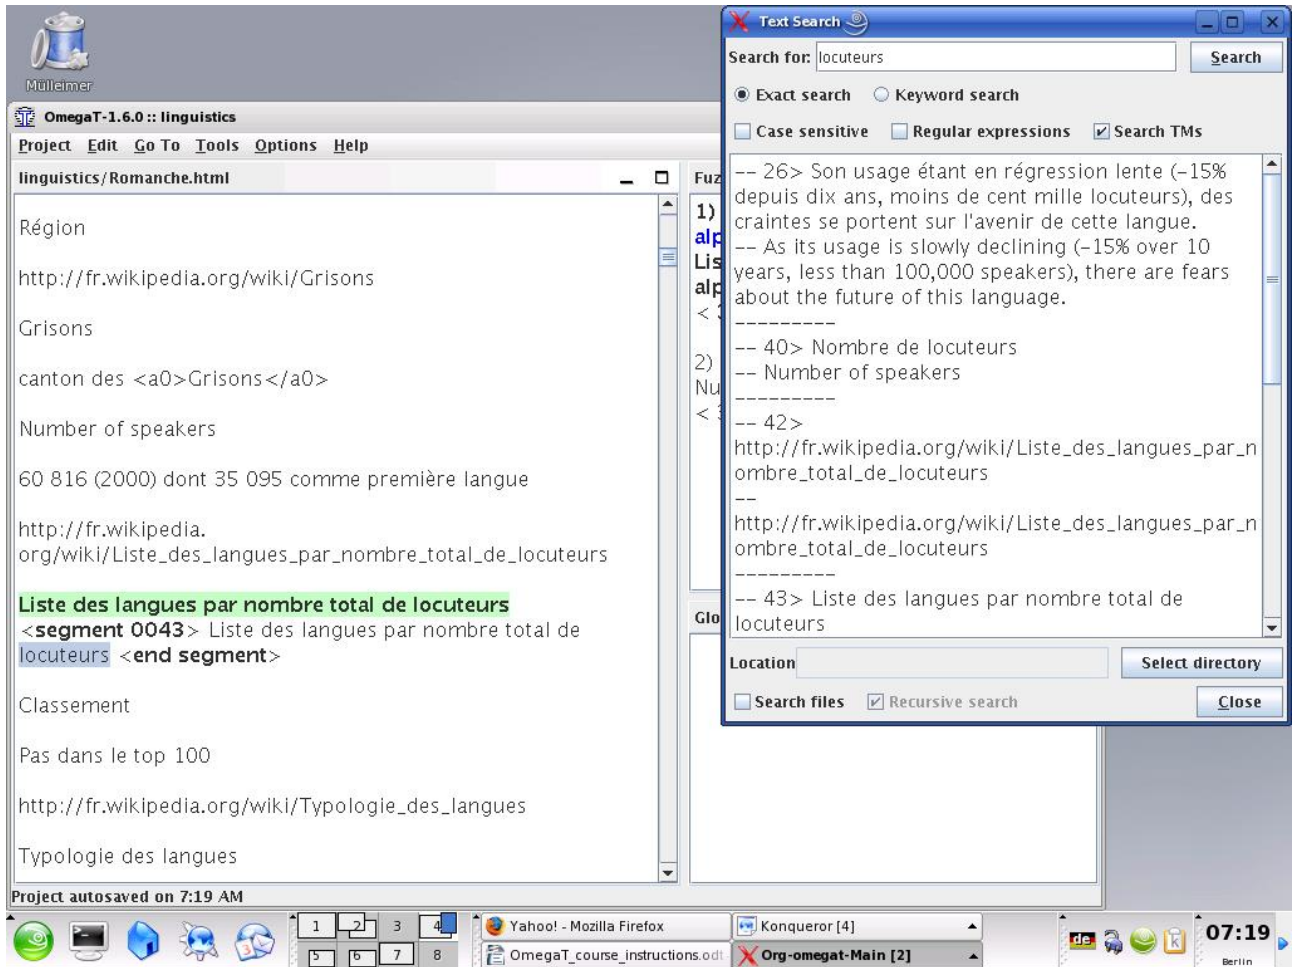 Mülleimer
OmegaT-1.6.0 :: linguistics
Project Edit Go To Tools Options Help
linguistics/Romanche.html
Région
http://fr.wikipedia.org/wiki/Grisons
Grisons
canton des <a0>Grisons</a0>
Number of speakers
60 816 (2000) dont 35 095 comme première langue
http://fr.wikipedia.
org/wiki/Liste_des_langues_par_nombre_total_de_locuteurs
Liste des langues par nombre total de locuteurs
<segment 0043> Liste des langues par nombre total de
locuteurs <end segment>
Classement
Pas dans le top 100
http://fr.wikipedia.org/wiki/Typologie_des_langues
Typologie des langues
Project autosaved on 7:19 AM
Fuz
1)
alp
Lis
alp
<
2)
Nu
<
Glo
Text Search
Search for: locuteurs Search
Exact search Keyword search
Case sensitive Regular expressions Search TMs
-- 26> Son usage étant en régression lente (-15%
depuis dix ans, moins de cent mille locuteurs), des
craintes se portent sur l'avenir de cette langue.
-- As its usage is slowly declining (-15% over 10
years, less than 100,000 speakers), there are fears
about the future of this language.
---------
-- 40> Nombre de locuteurs
-- Number of speakers
---------
-- 42>
http://fr.wikipedia.org/wiki/Liste_des_langues_par_n
ombre_total_de_locuteurs
--
http://fr.wikipedia.org/wiki/Liste_des_langues_par_n
ombre_total_de_locuteurs
---------
-- 43> Liste des langues par nombre total de
locuteurs
Location Select directory
Search files Recursive search Close
1 2 3 4
5 6 7 8
Yahoo! - Mozilla Firefox
OmegaT_course_instructions.odt
Konqueror [4]
Org-omegat-Main [2]
de
07:19
Berlin